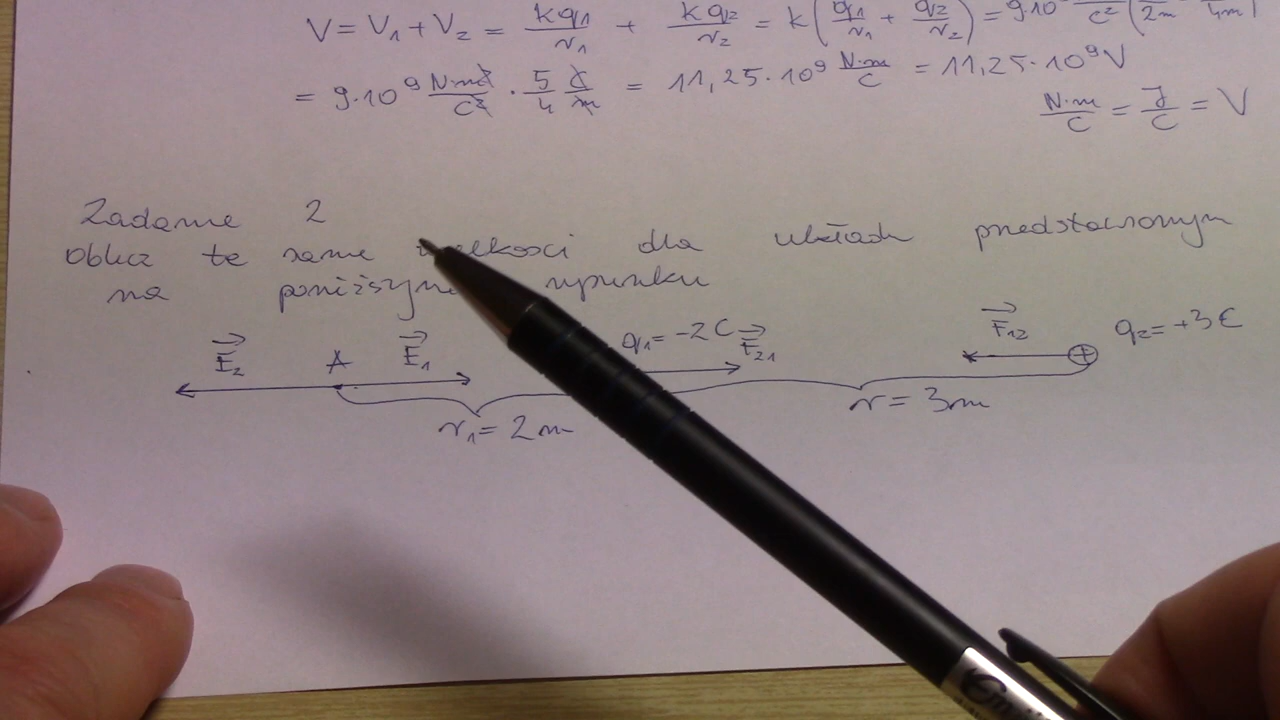 V = V₁ + V₂ = kq₁/r₁ + kq₂/r₂ = k(q₁/r₁ + q₂/r₂) = 9·10
= 9·10⁹ N·m²/C² · 5/4 C/m = 11,25·10⁹ N·m/C = 11,25·10⁹ V
N·m/C = J/C = V
Zadanie 2
oblicz te same dla układu przedstawionym
na poniższym rysunku
E₂ A E₁ q₁ = -2C F₂₁ F₁₂ + q₂ = +3C
r₁ = 2m r = 3m